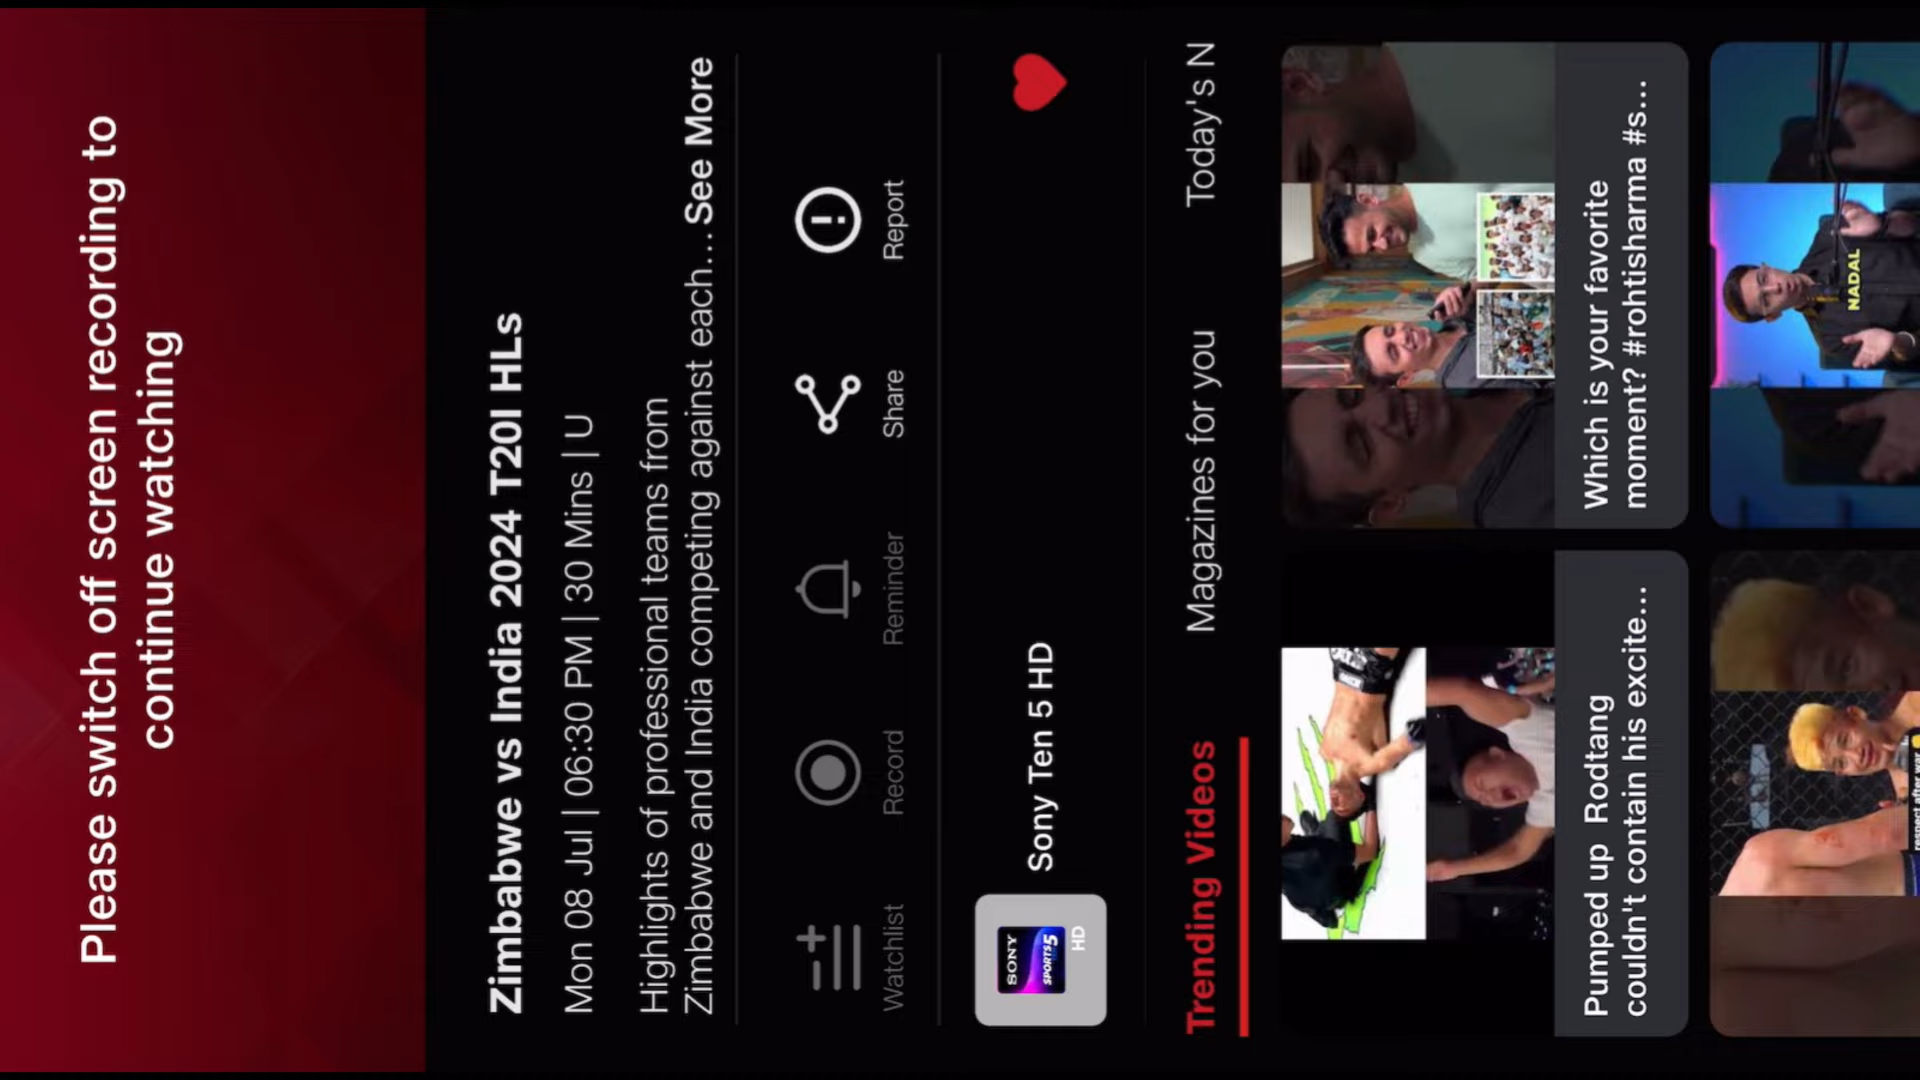 Please switch off screen recording to
continue watching
Zimbabwe vs India 2024 T20I HLs
Mon 08 Jul | 06:30 PM | 30 Mins | U
Highlights of professional teams from
Zimbabwe and India competing against each... See More
Watchlist
Record
Reminder
Share
Report
SONY
SPORTS 5
HD
Sony Ten 5 HD
Trending Videos
Magazines for you
Today's N
Pumped up Rodtang
couldn't contain his excite...
Which is your favorite
moment? #rohtisharma #s...
respect after war
NADAL